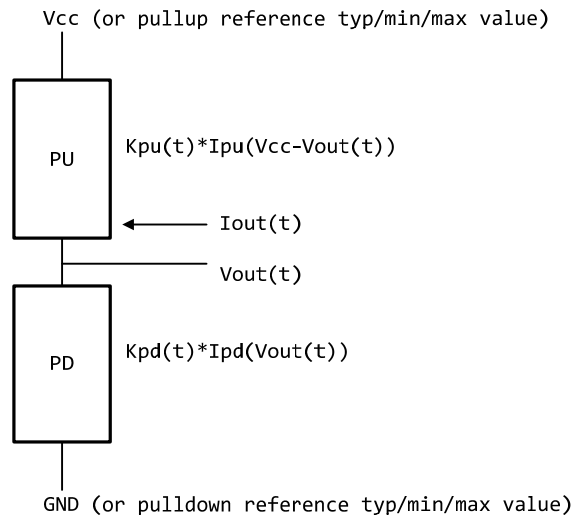 Vcc (or pullup reference typ/min/max value)
PU
Kpu(t)*Ipu(Vcc-Vout(t))
Iout(t)
Vout(t)
PD
Kpd(t)*Ipd(Vout(t))
GND (or pulldown reference typ/min/max value)